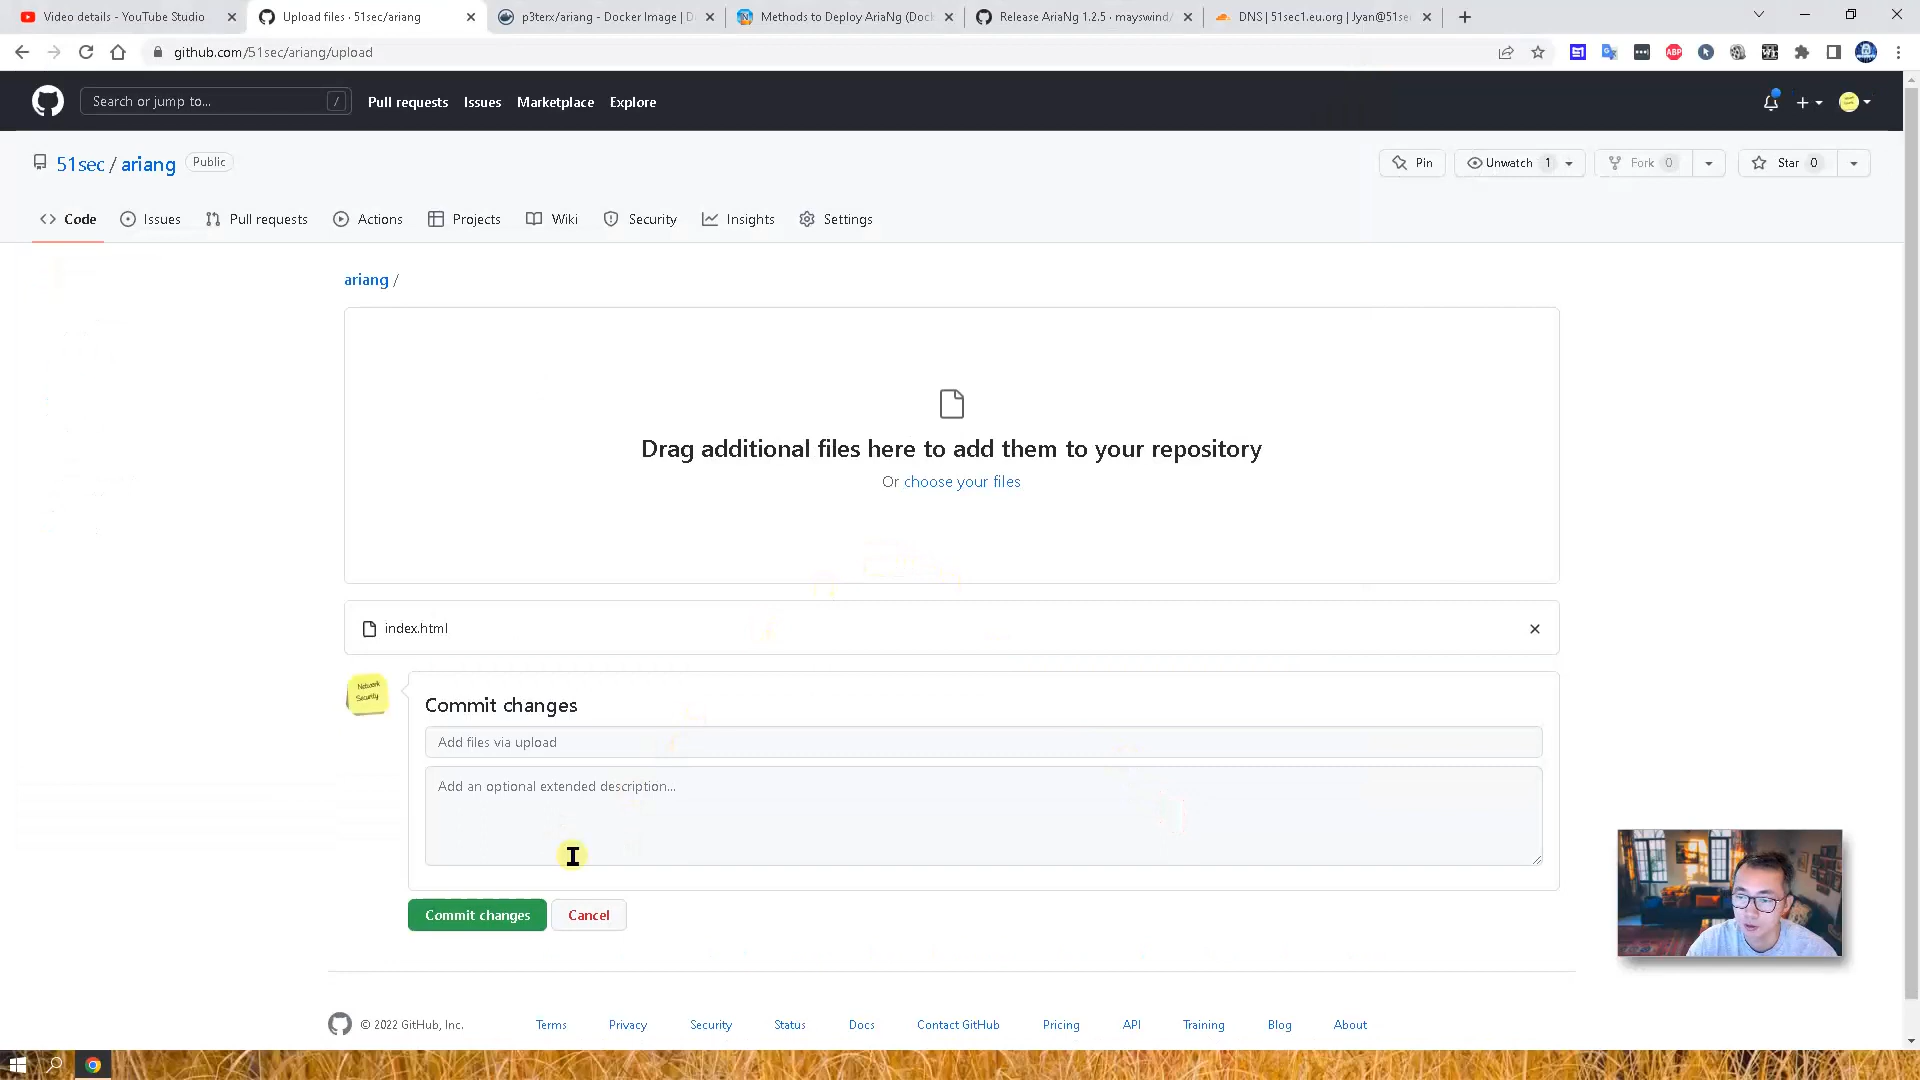 Video details - YouTube Studio
Upload files · 51sec/ariang
p3terx/ariang - Docker Image | D
Methods to Deploy AriaNg (Dock
Release AriaNg 1.2.5 · mayswind/
DNS | 51sec1.eu.org | Jyan@51se
github.com/51sec/ariang/upload
ABP
Search or jump to...
/
Pull requests
Issues
Marketplace
Explore
51sec / ariang
Public
Pin
Unwatch 1
Fork 0
Star 0
Code
Issues
Pull requests
Actions
Projects
Wiki
Security
Insights
Settings
ariang /
Drag additional files here to add them to your repository
Or choose your files
index.html
Network
Security
Commit changes
Add files via upload
Add an optional extended description...
Commit changes
Cancel
© 2022 GitHub, Inc.
Terms
Privacy
Security
Status
Docs
Contact GitHub
Pricing
API
Training
Blog
About